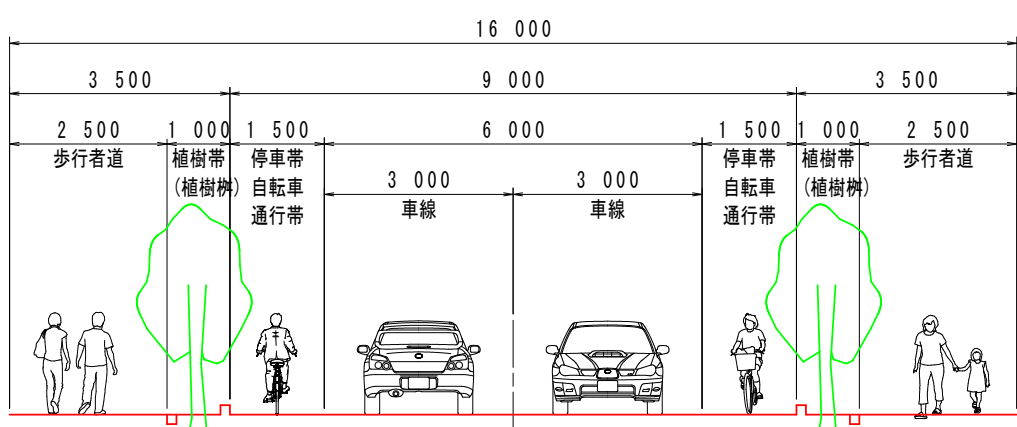 16 000
3 500
9 000
3 500
2 500
1 000
1 500
6 000
1 500
1 000
2 500
歩行者道
植樹帯
(植樹桝)
停車帯
自転車
通行帯
3 000
車線
3 000
車線
停車帯
自転車
通行帯
植樹帯
(植樹桝)
歩行者道